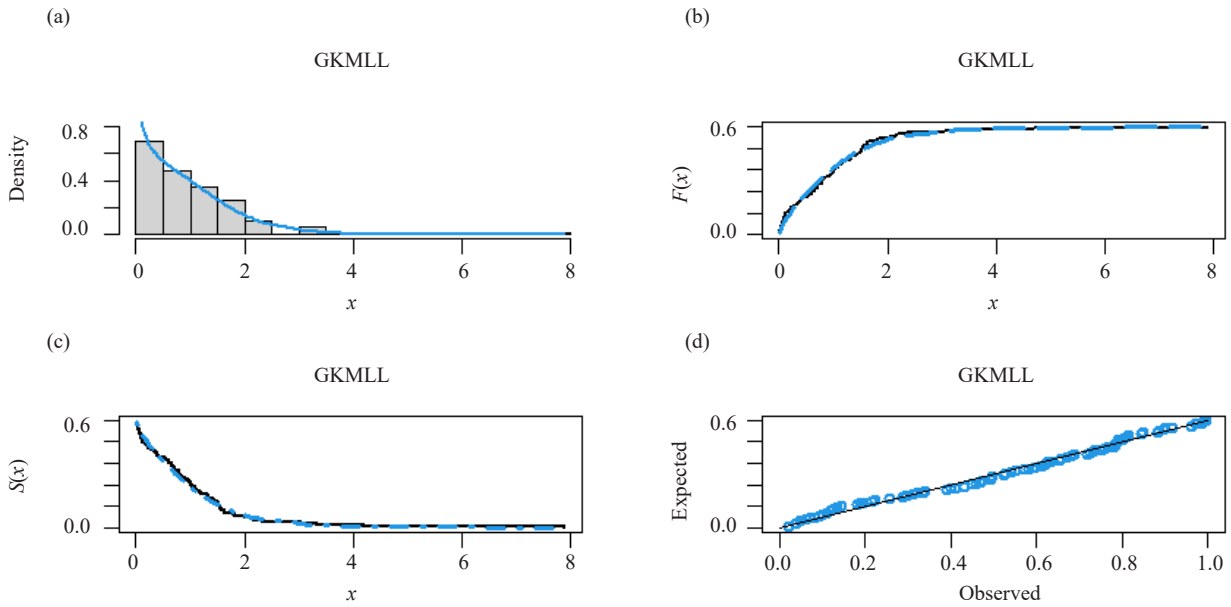 (a)
GKMLL
Density
0.8
0.4
0.0
0 2 4 6 8
x
(b)
GKMLL
F(x)
0.6
0.0
0 2 4 6 8
x
(c)
GKMLL
S(x)
0.6
0.0
0 2 4 6 8
x
(d)
GKMLL
Expected
0.6
0.0
0.0 0.2 0.4 0.6 0.8 1.0
Observed